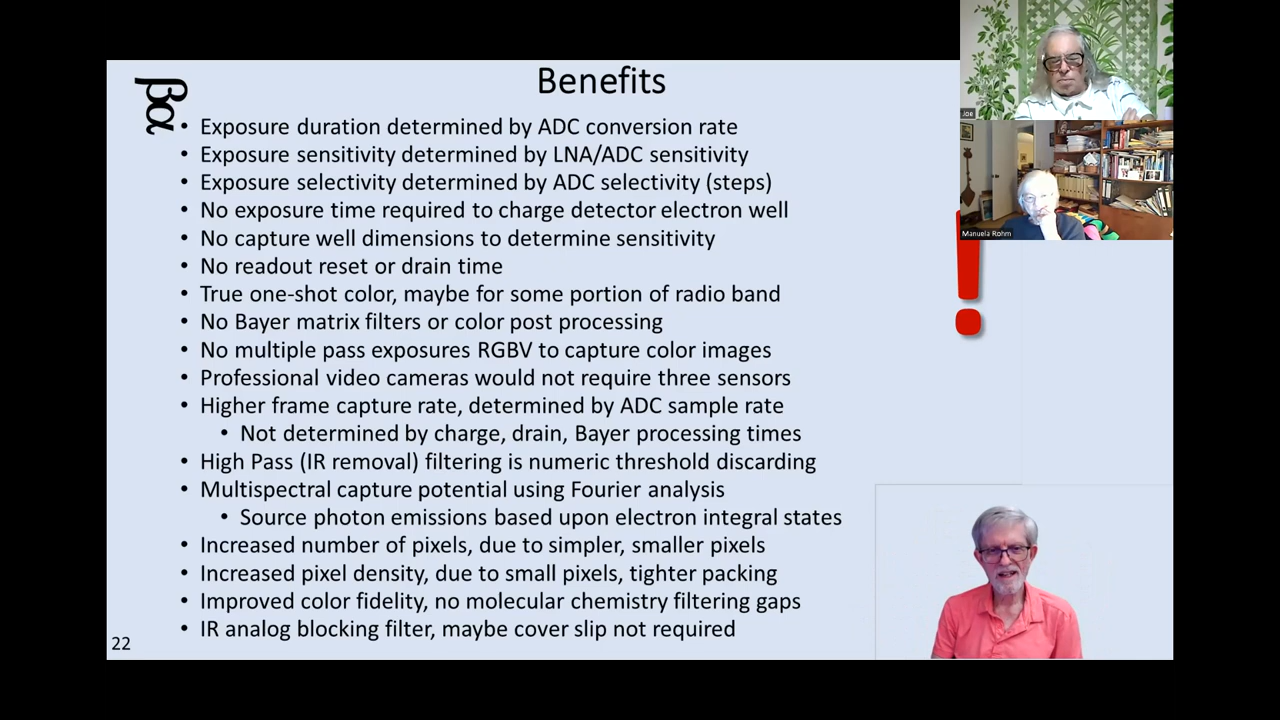 Benefits
βα
• Exposure duration determined by ADC conversion rate
• Exposure sensitivity determined by LNA/ADC sensitivity
• Exposure selectivity determined by ADC selectivity (steps)
• No exposure time required to charge detector electron well
• No capture well dimensions to determine sensitivity
• No readout reset or drain time
• True one-shot color, maybe for some portion of radio band
• No Bayer matrix filters or color post processing
• No multiple pass exposures RGBV to capture color images
• Professional video cameras would not require three sensors
• Higher frame capture rate, determined by ADC sample rate
• Not determined by charge, drain, Bayer processing times
• High Pass (IR removal) filtering is numeric threshold discarding
• Multispectral capture potential using Fourier analysis
• Source photon emissions based upon electron integral states
• Increased number of pixels, due to simpler, smaller pixels
• Increased pixel density, due to small pixels, tighter packing
• Improved color fidelity, no molecular chemistry filtering gaps
• IR analog blocking filter, maybe cover slip not required
22
Joe
Manuela Rohm
!